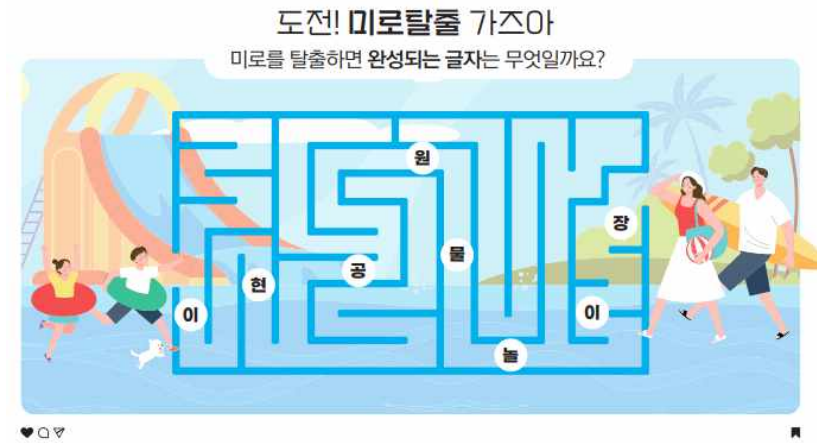 도전! 미로탈출 가즈아
미로를 탈출하면 완성되는 글자는 무엇일까요?
원
장
물
공
현
이
이
놀